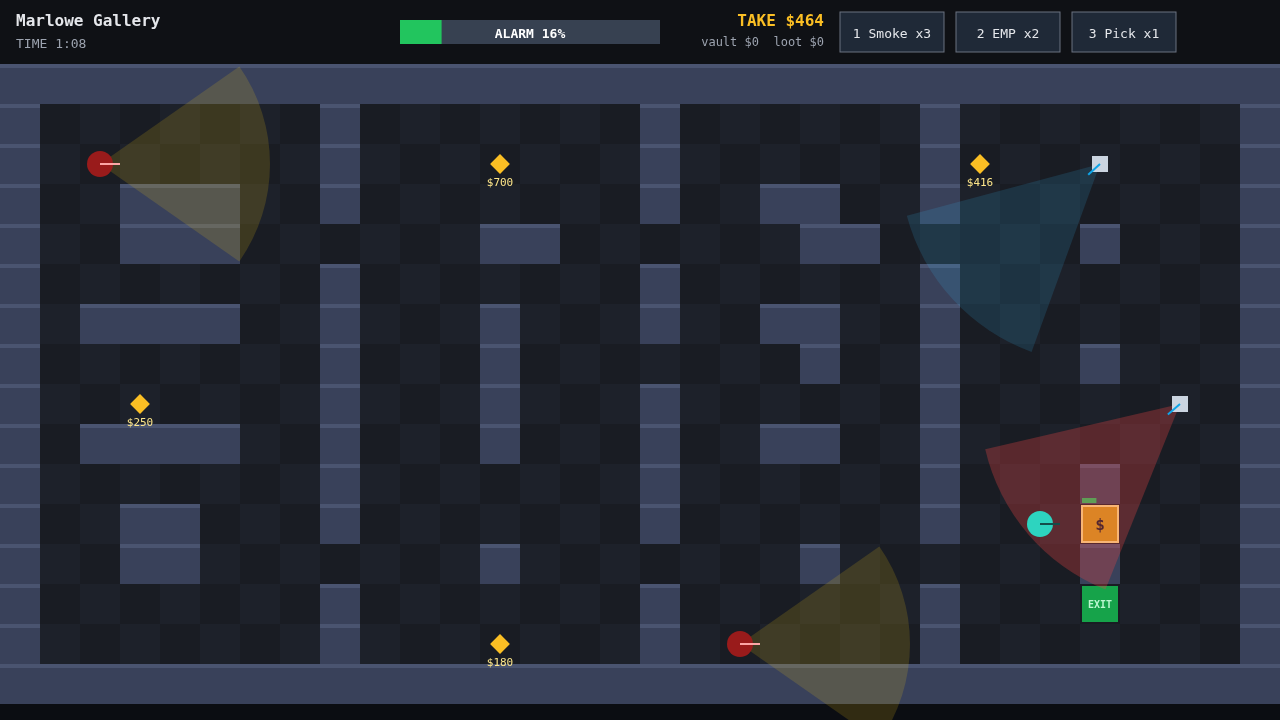 Marlowe Gallery
TIME 1:08
ALARM 16%
TAKE $464
vault $0 loot $0
1 Smoke x3
2 EMP x2
3 Pick x1
$700
$416
$250
$
EXIT
$180